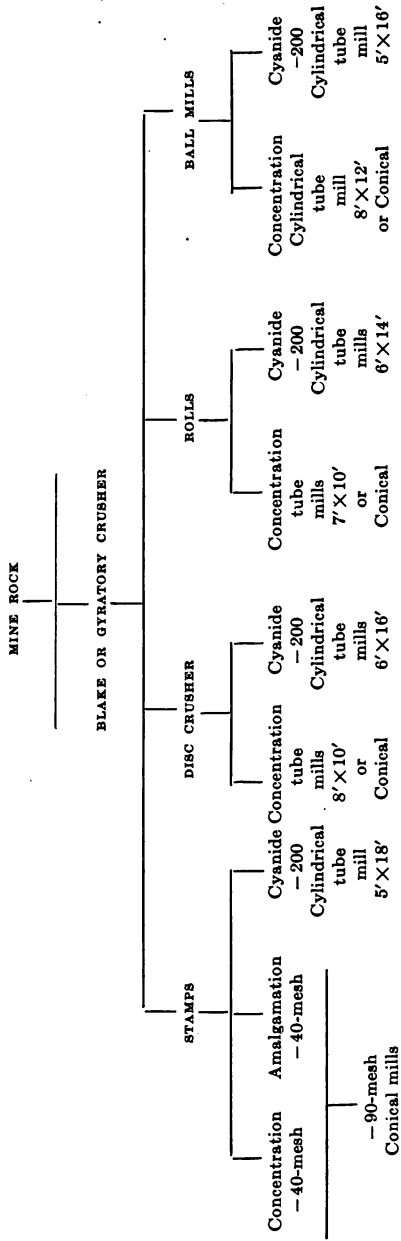 MINE ROCK
BLAKE OR GYRATORY CRUSHER
STAMPS
DISC CRUSHER
ROLLS
BALL MILLS
Concentration
－40-mesh
Amalgamation
－40-mesh
－90-mesh
Conical mills
Cyanide
－200
Cylindrical
tube
mill
5′×18′
Concentration
tube
mills
8′×10′
or
Conical
Cyanide
－200
Cylindrical
tube
mills
6′×16′
Concentration
tube
mills
7′×10′
or
Conical
Cyanide
－200
Cylindrical
tube
mills
6′×14′
Concentration
Cylindrical
tube
mill
8′×12′
or Conical
Cyanide
－200
Cylindrical
tube
mill
5′×16′